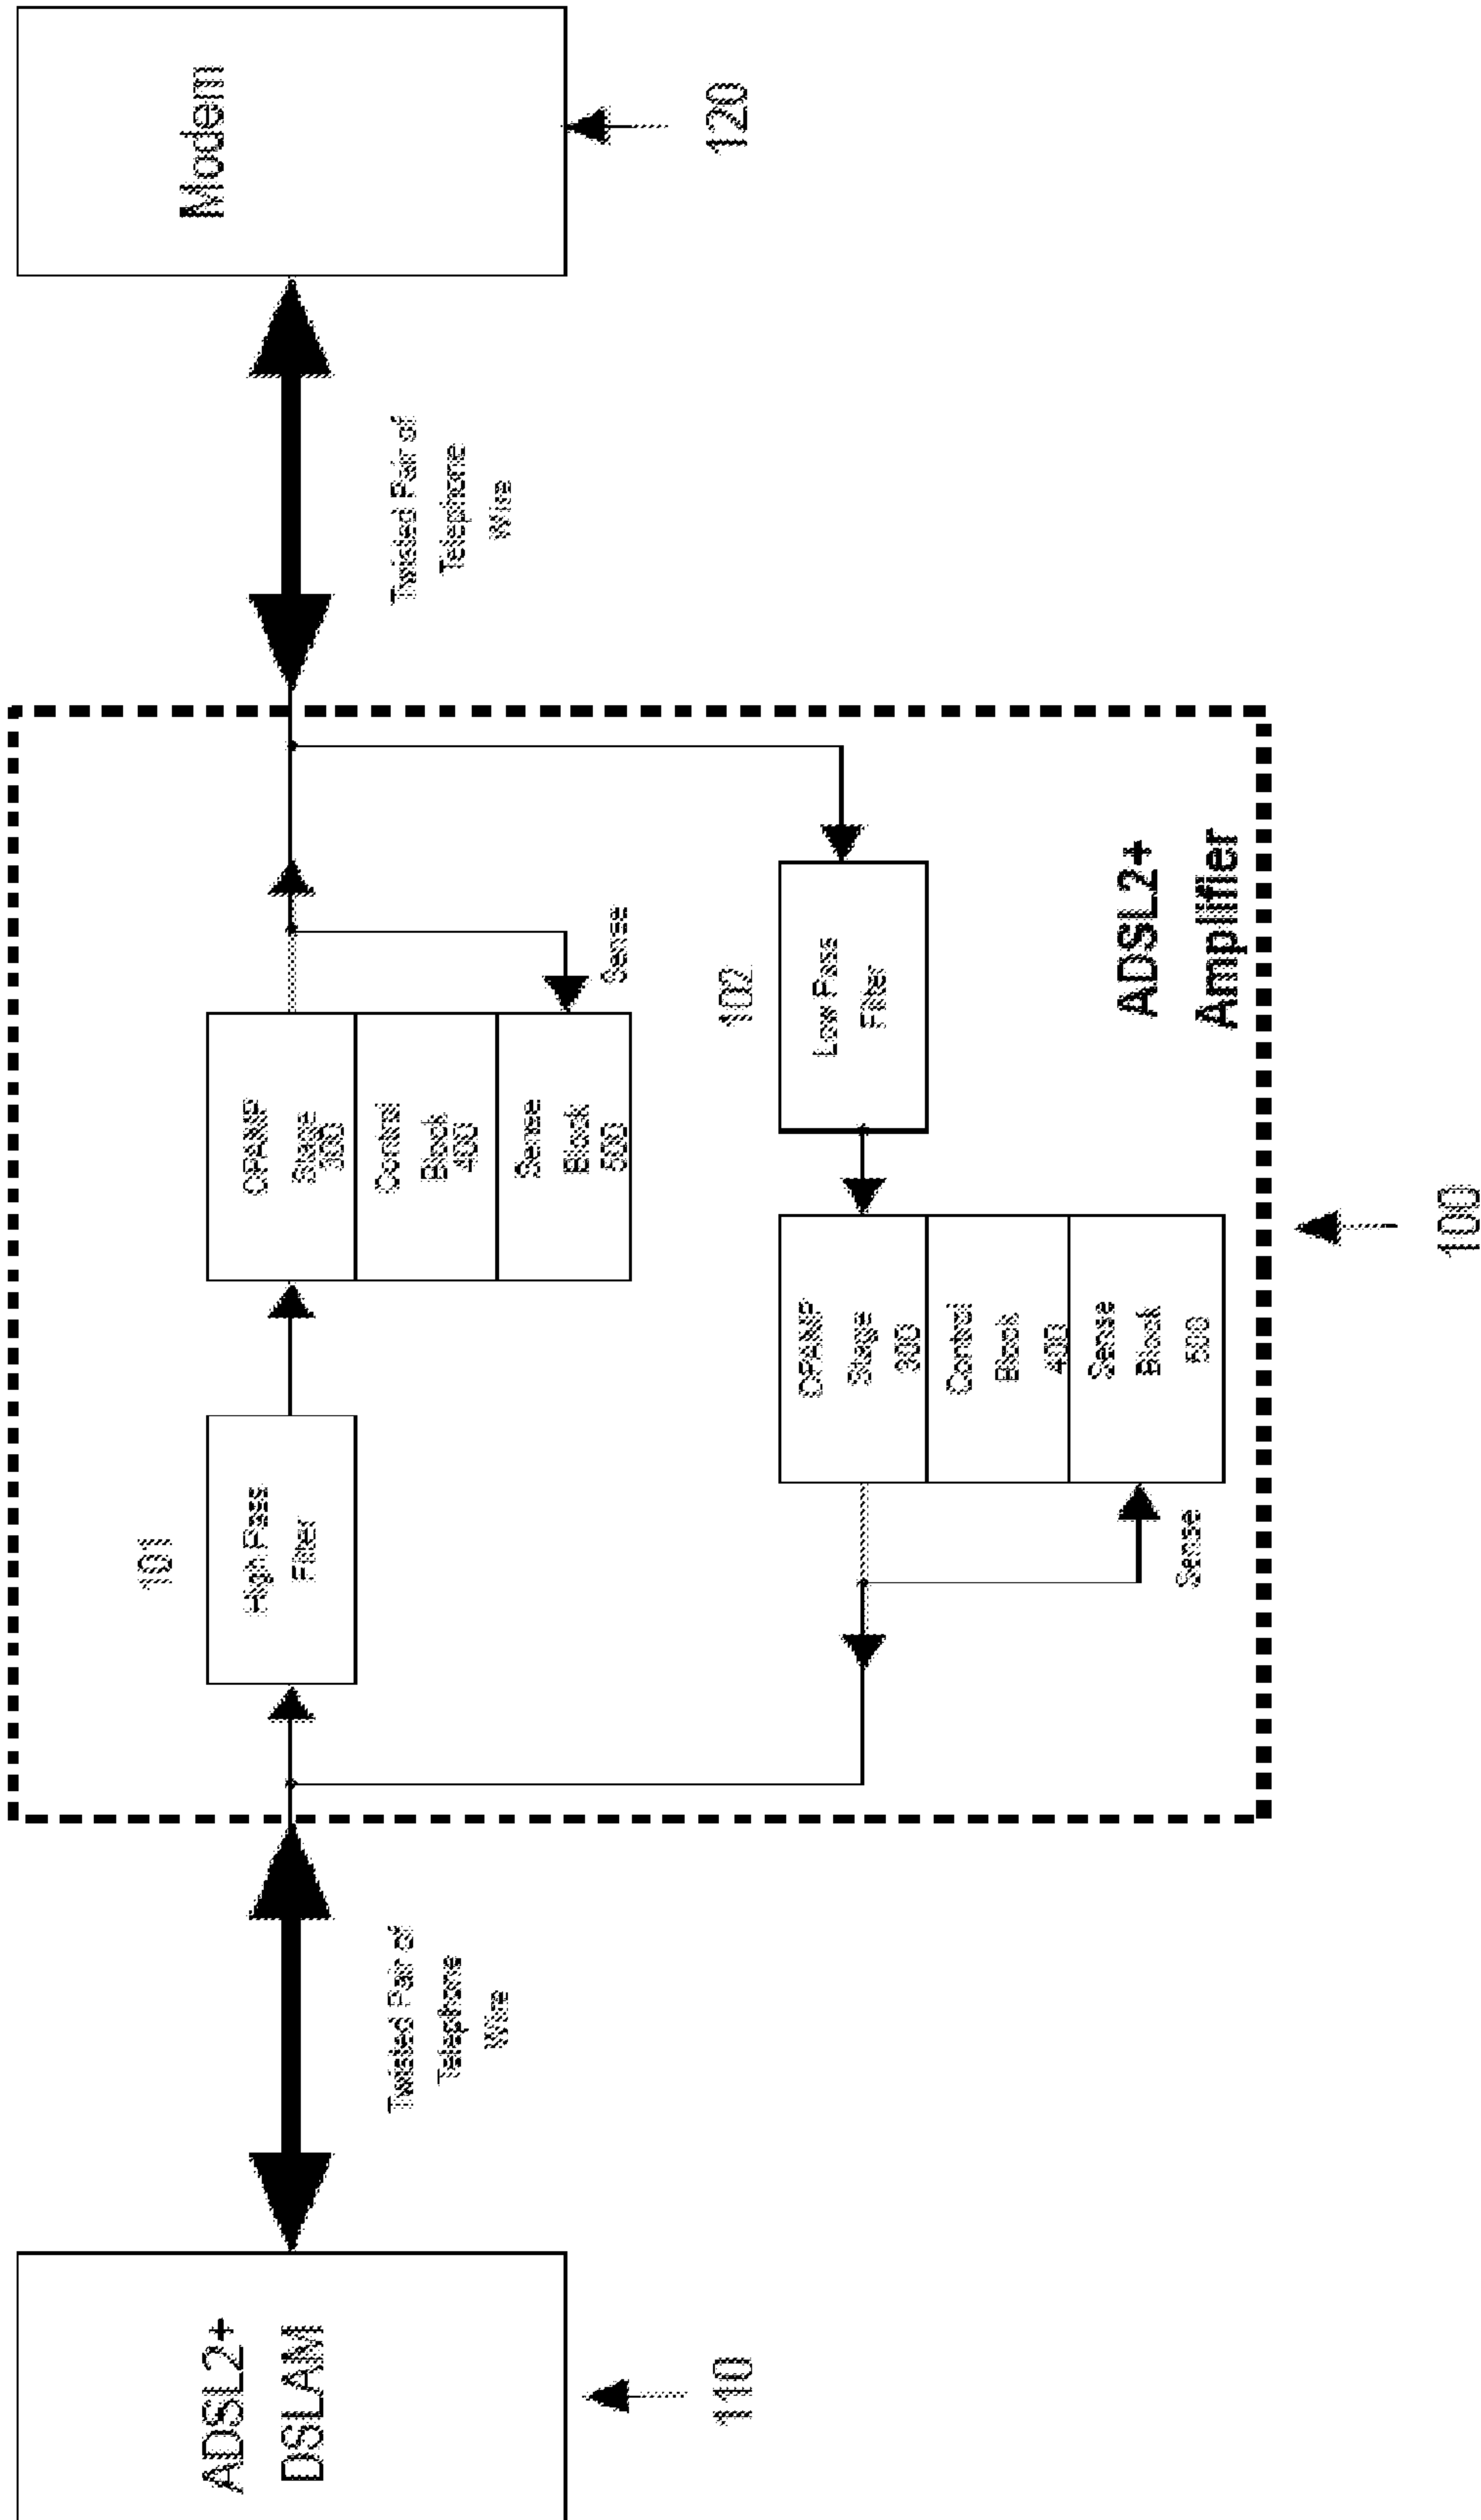 ADSL2+
DSLAM
110
Twisted Pair of
Telephone
Wire
101
High Pass
Filter
OPAMP
Stage
300
Control
Block
400
Sense
Block
500
Sense
102
Low Pass
Filter
OPAMP
Stage
300
Control
Block
400
Sense
Block
500
Sense
ADSL2+
Amplifier
100
Twisted Pair of
Telephone
Wire
Modem
120